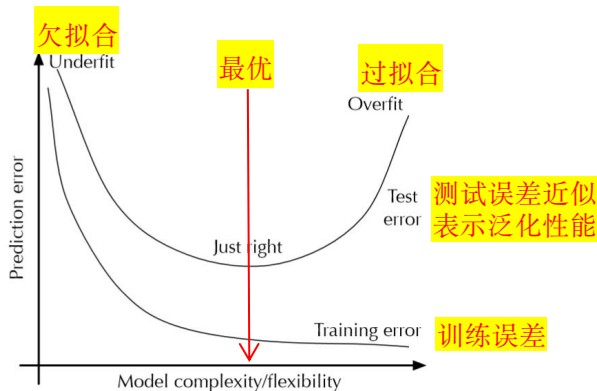 欠拟合
Underfit
最优
过拟合
Overfit
Prediction error
Just right
Test
error
测试误差近似
表示泛化性能
Training error
训练误差
Model complexity/flexibility